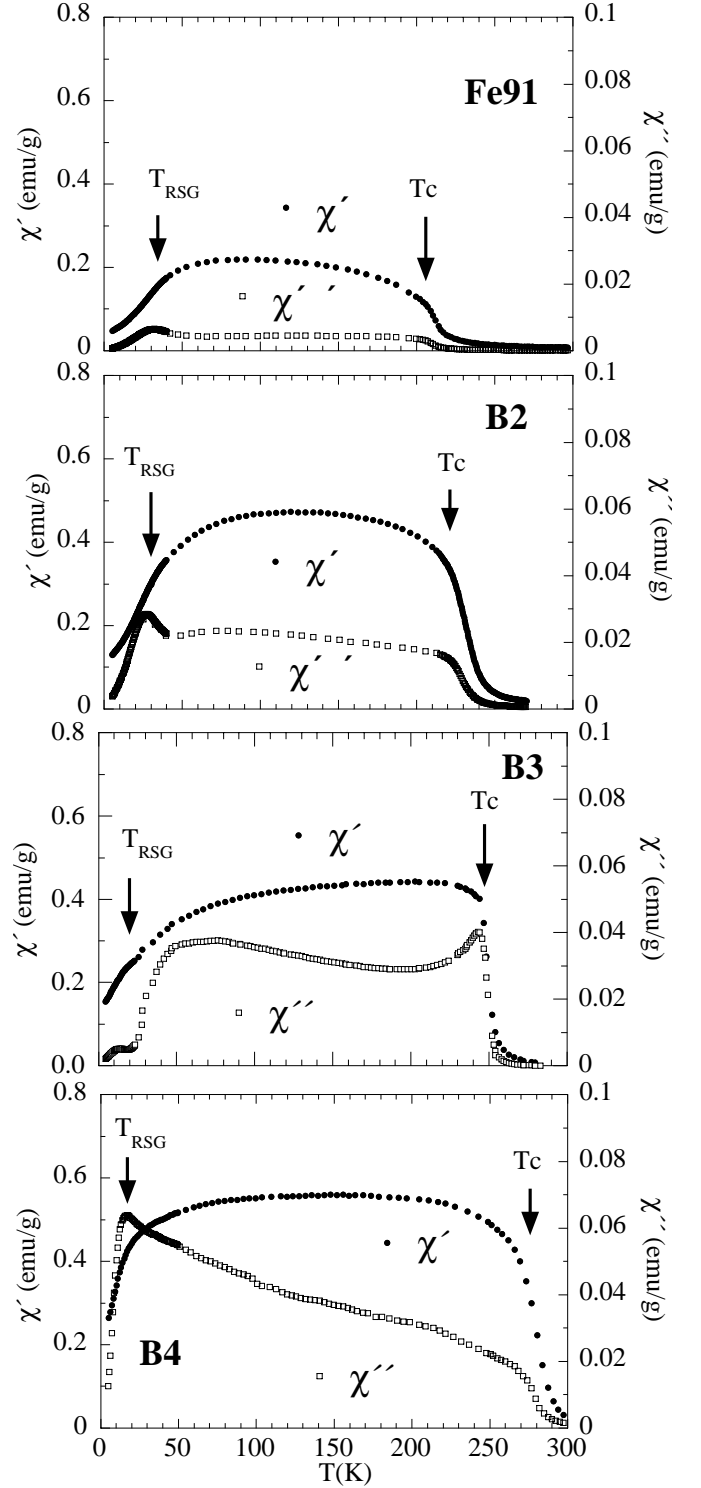 0.8 0.1
Fe91
0.6 0.08
0.06
T_RSG Tc
0.4 χ´ 0.04
0.2 0.02
χ´ ´
0 0
χ´ (emu/g)
χ´´ (emu/g)
0.8 0.1
B2
0.6 0.08
T_RSG Tc
0.06
0.4 χ´ 0.04
0.2 0.02
χ´ ´
0 0
χ´ (emu/g)
χ´´ (emu/g)
0.8 0.1
B3
0.08
Tc
0.6
T_RSG χ´ 0.06
0.4 0.04
0.2 χ´´ 0.02
0.0 0
χ´ (emu/g)
χ´´ (emu/g)
0.8 0.1
T_RSG 0.08
Tc
0.6
0.06
0.4 χ´ 0.04
0.2 B4 χ´´ 0.02
0 0
χ´ (emu/g)
χ´´ (emu/g)
0 50 100 150 200 250 300
T(K)